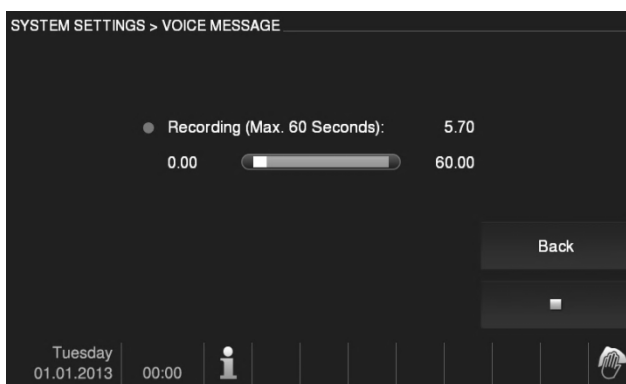 SYSTEM SETTINGS > VOICE MESSAGE
Recording (Max. 60 Seconds): 5.70
0.00 60.00
Back
Tuesday
01.01.2013 00:00